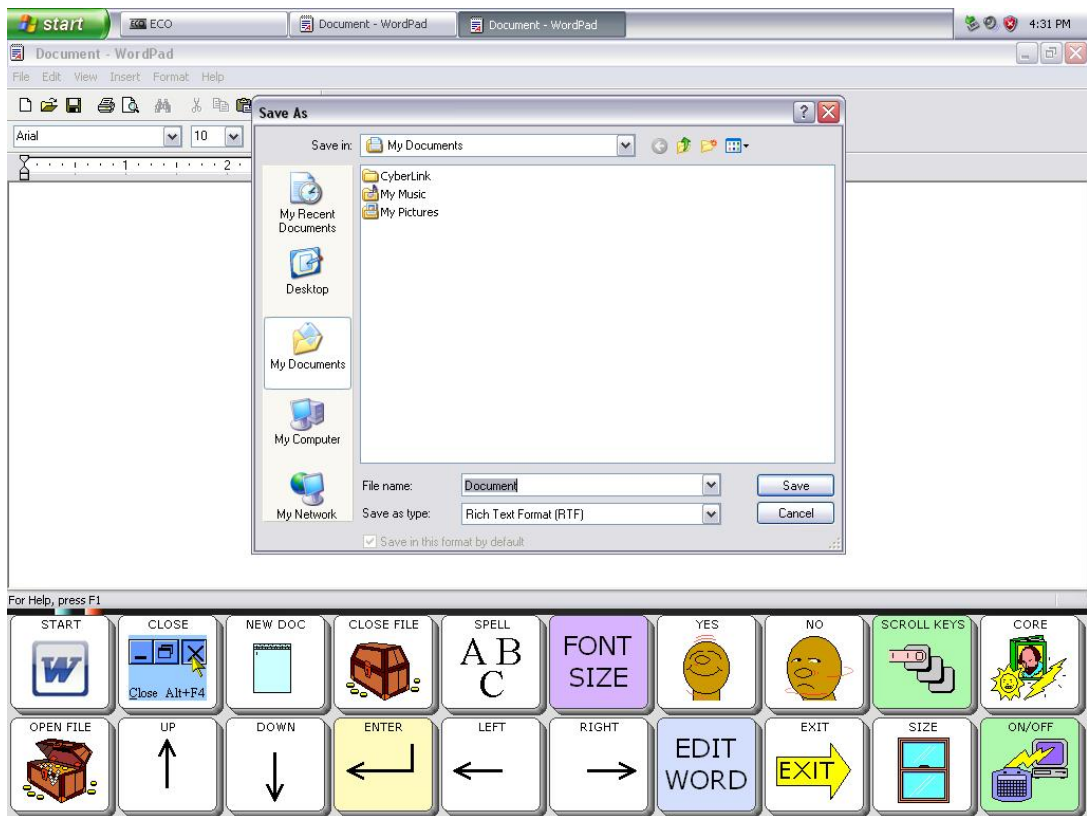 start ECO Document - WordPad Document - WordPad 4:31 PM
Document - WordPad
File Edit View Insert Format Help
Save As
Arial 10
Save in: My Documents
1 2
CyberLink
My Music
My Pictures
My Recent
Documents
Desktop
My Documents
My Computer
My Network
File name: Document Save
Save as type: Rich Text Format (RTF) Cancel
Save in this format by default
For Help, press F1
START CLOSE NEW DOC CLOSE FILE SPELL FONT SIZE YES NO SCROLL KEYS CORE
W Close Alt+F4 A B C
OPEN FILE UP DOWN ENTER LEFT RIGHT EDIT WORD EXIT SIZE ON/OFF
EXIT